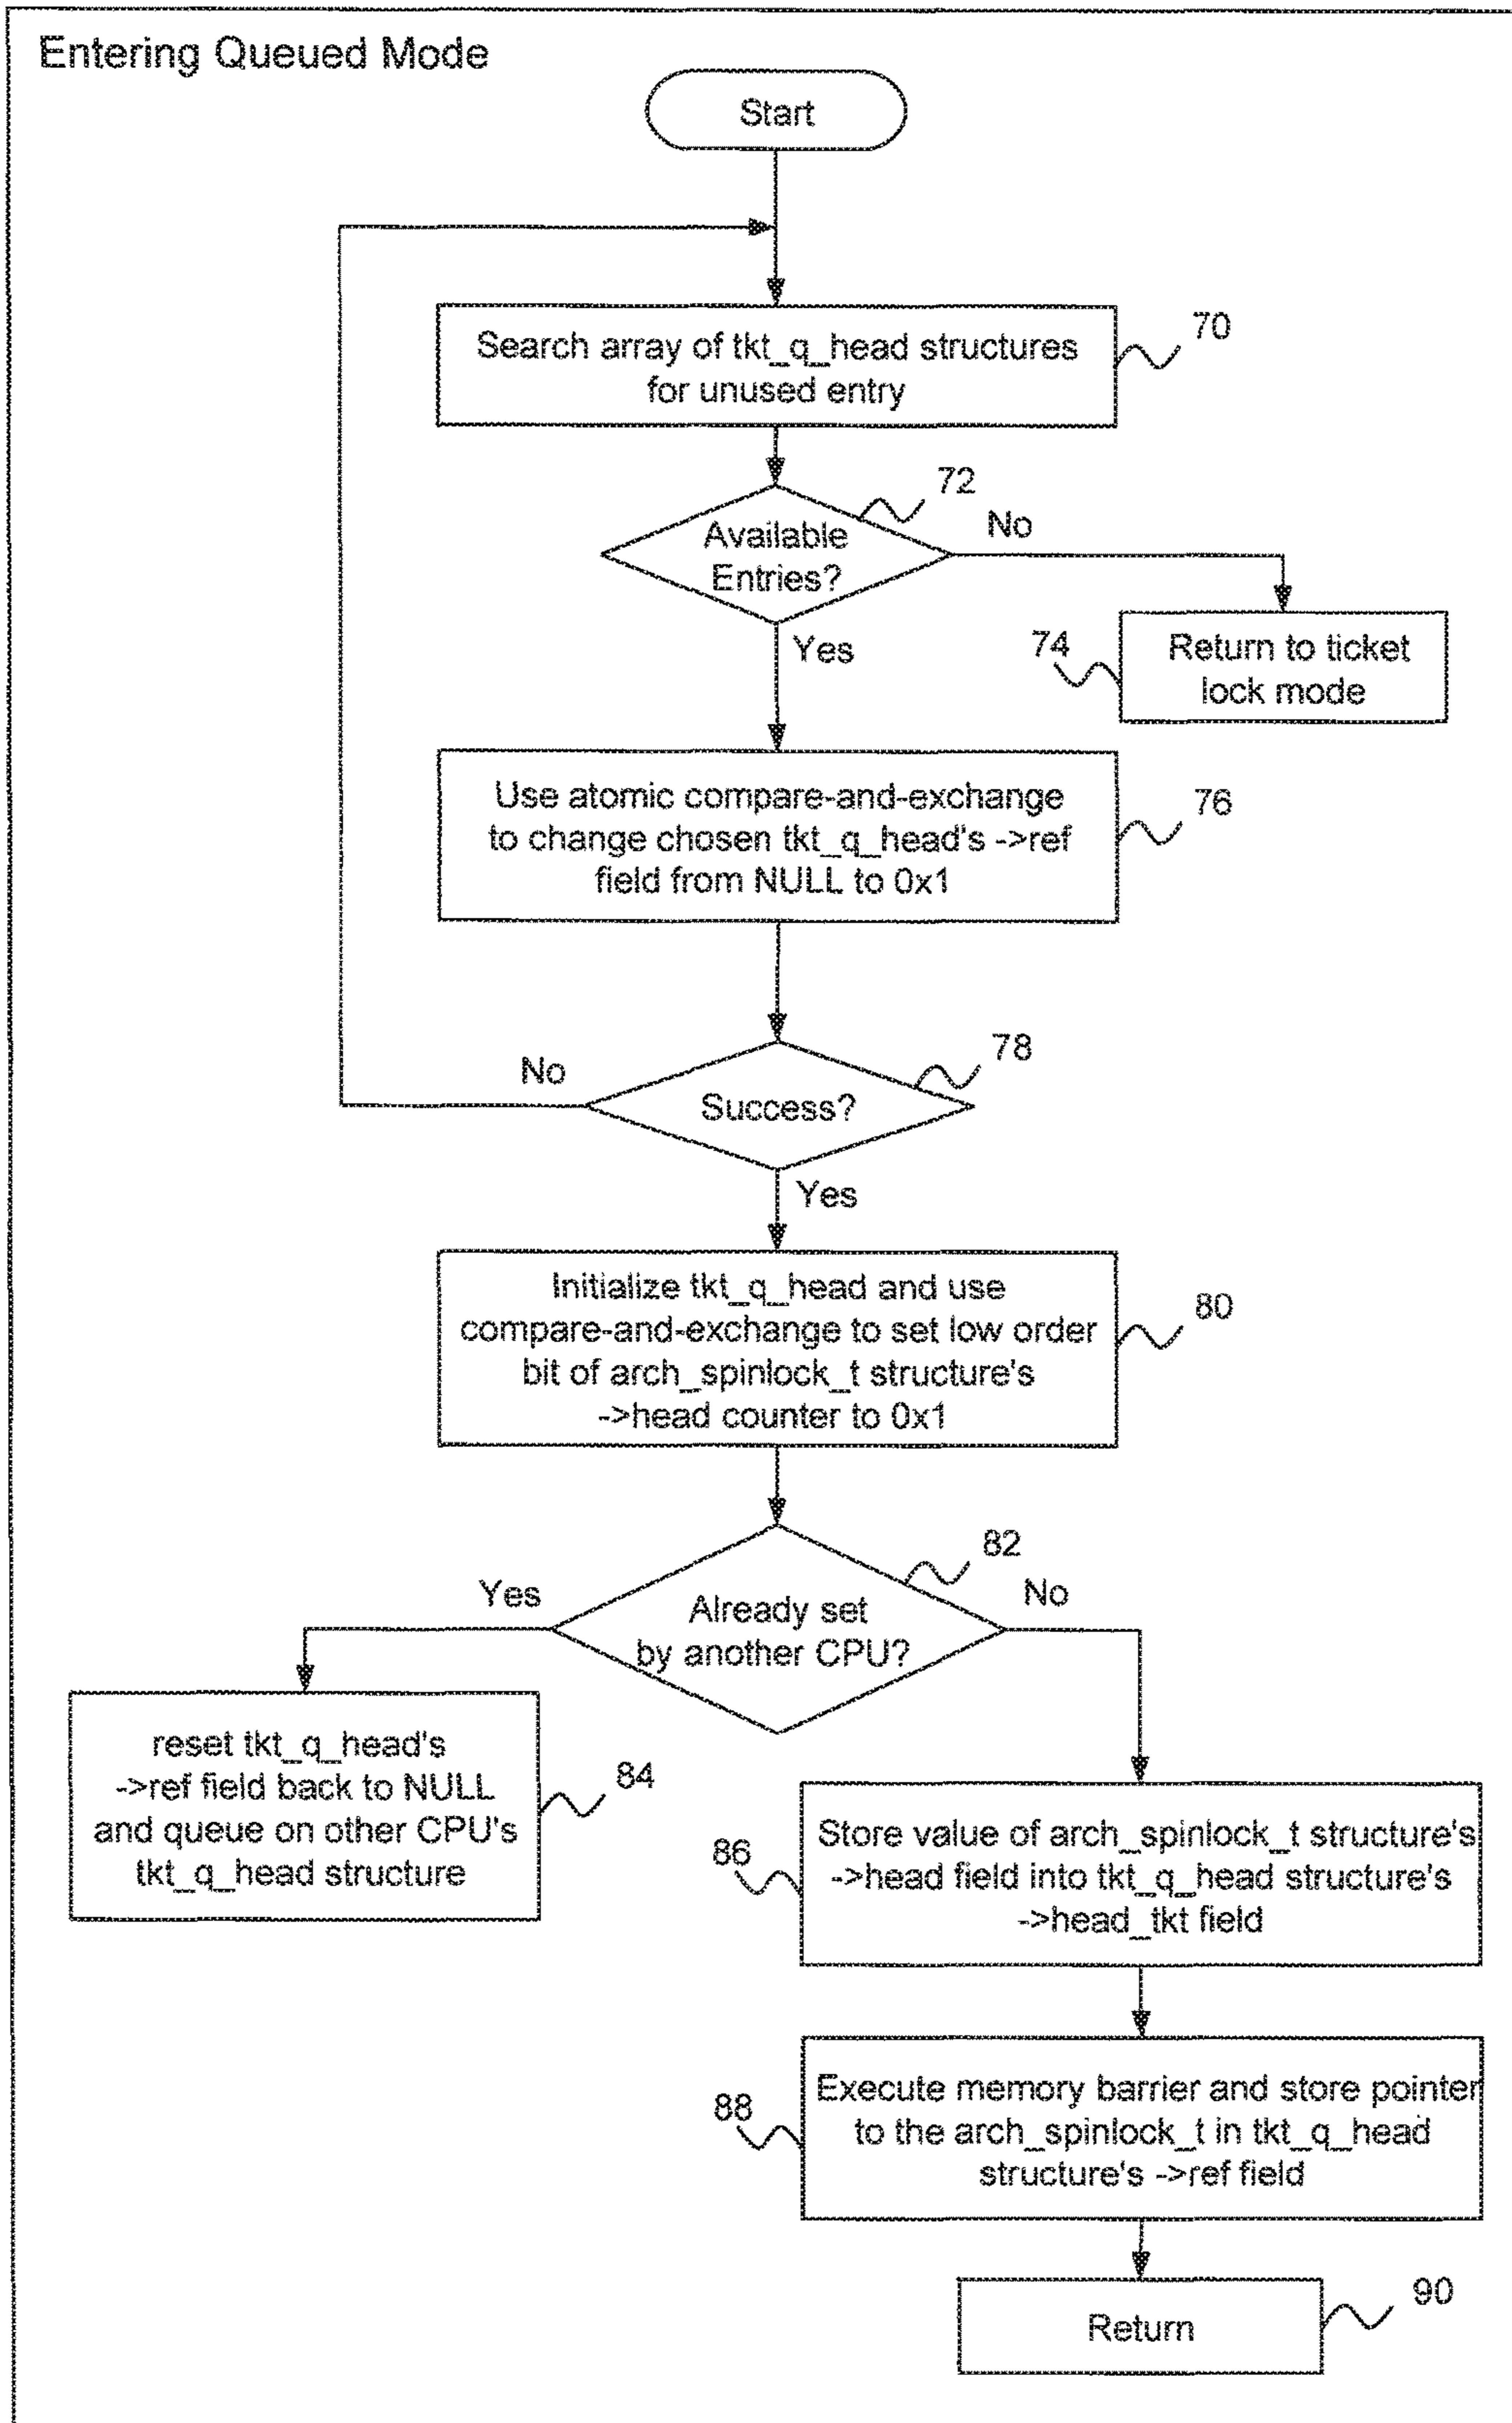 Entering Queued Mode
Start
Search array of tkt_q_head structures
for unused entry
70
72
Available
Entries?
No
Yes
74
Return to ticket
lock mode
Use atomic compare-and-exchange
to change chosen tkt_q_head's ->ref
field from NULL to 0x1
76
78
No
Success?
Yes
Initialize tkt_q_head and use
compare-and-exchange to set low order
bit of arch_spinlock_t structure's
->head counter to 0x1
80
82
Yes
No
Already set
by another CPU?
reset tkt_q_head's
->ref field back to NULL
and queue on other CPU's
tkt_q_head structure
84
86
Store value of arch_spinlock_t structure's
->head field into tkt_q_head structure's
->head_tkt field
88
Execute memory barrier and store pointer
to the arch_spinlock_t in tkt_q_head
structure's ->ref field
90
Return